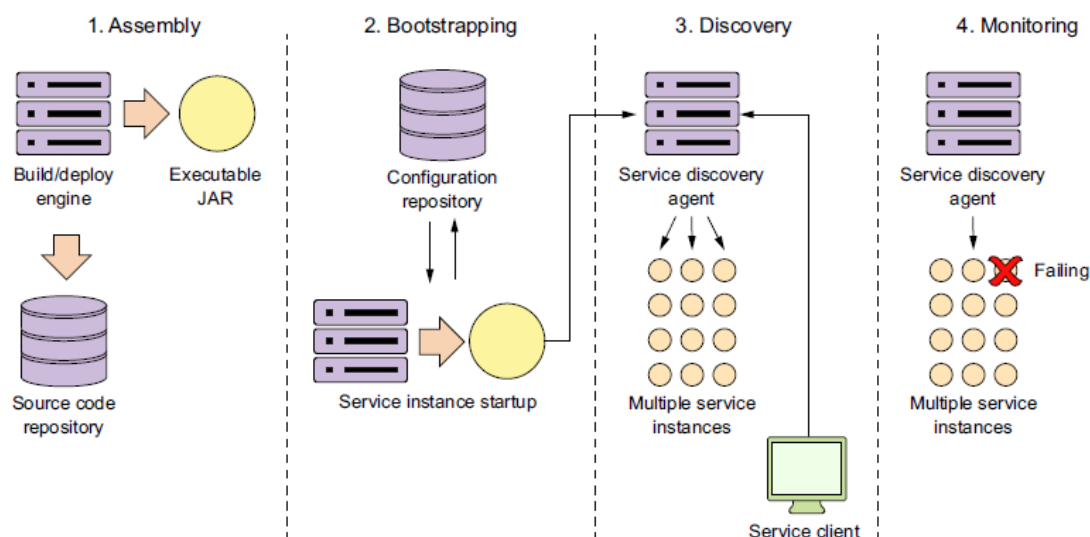 1. Assembly
2. Bootstrapping
3. Discovery
4. Monitoring
Build/deploy
engine
Executable
JAR
Source code
repository
Configuration
repository
Service instance startup
Service discovery
agent
Multiple service
instances
Service client
Service discovery
agent
Failing
Multiple service
instances